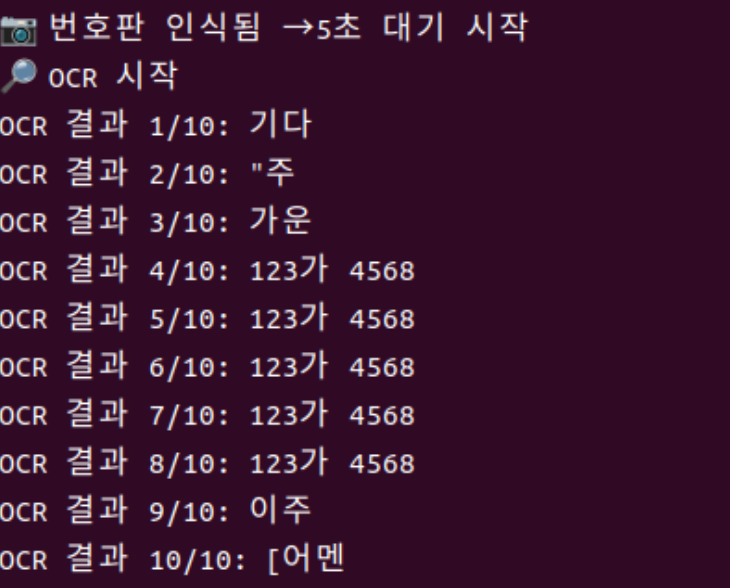 번호판 인식됨 →5초 대기 시작
OCR 시작
OCR 결과 1/10: 기다
OCR 결과 2/10: "주
OCR 결과 3/10: 가운
OCR 결과 4/10: 123가 4568
OCR 결과 5/10: 123가 4568
OCR 결과 6/10: 123가 4568
OCR 결과 7/10: 123가 4568
OCR 결과 8/10: 123가 4568
OCR 결과 9/10: 이주
OCR 결과 10/10: [어멘